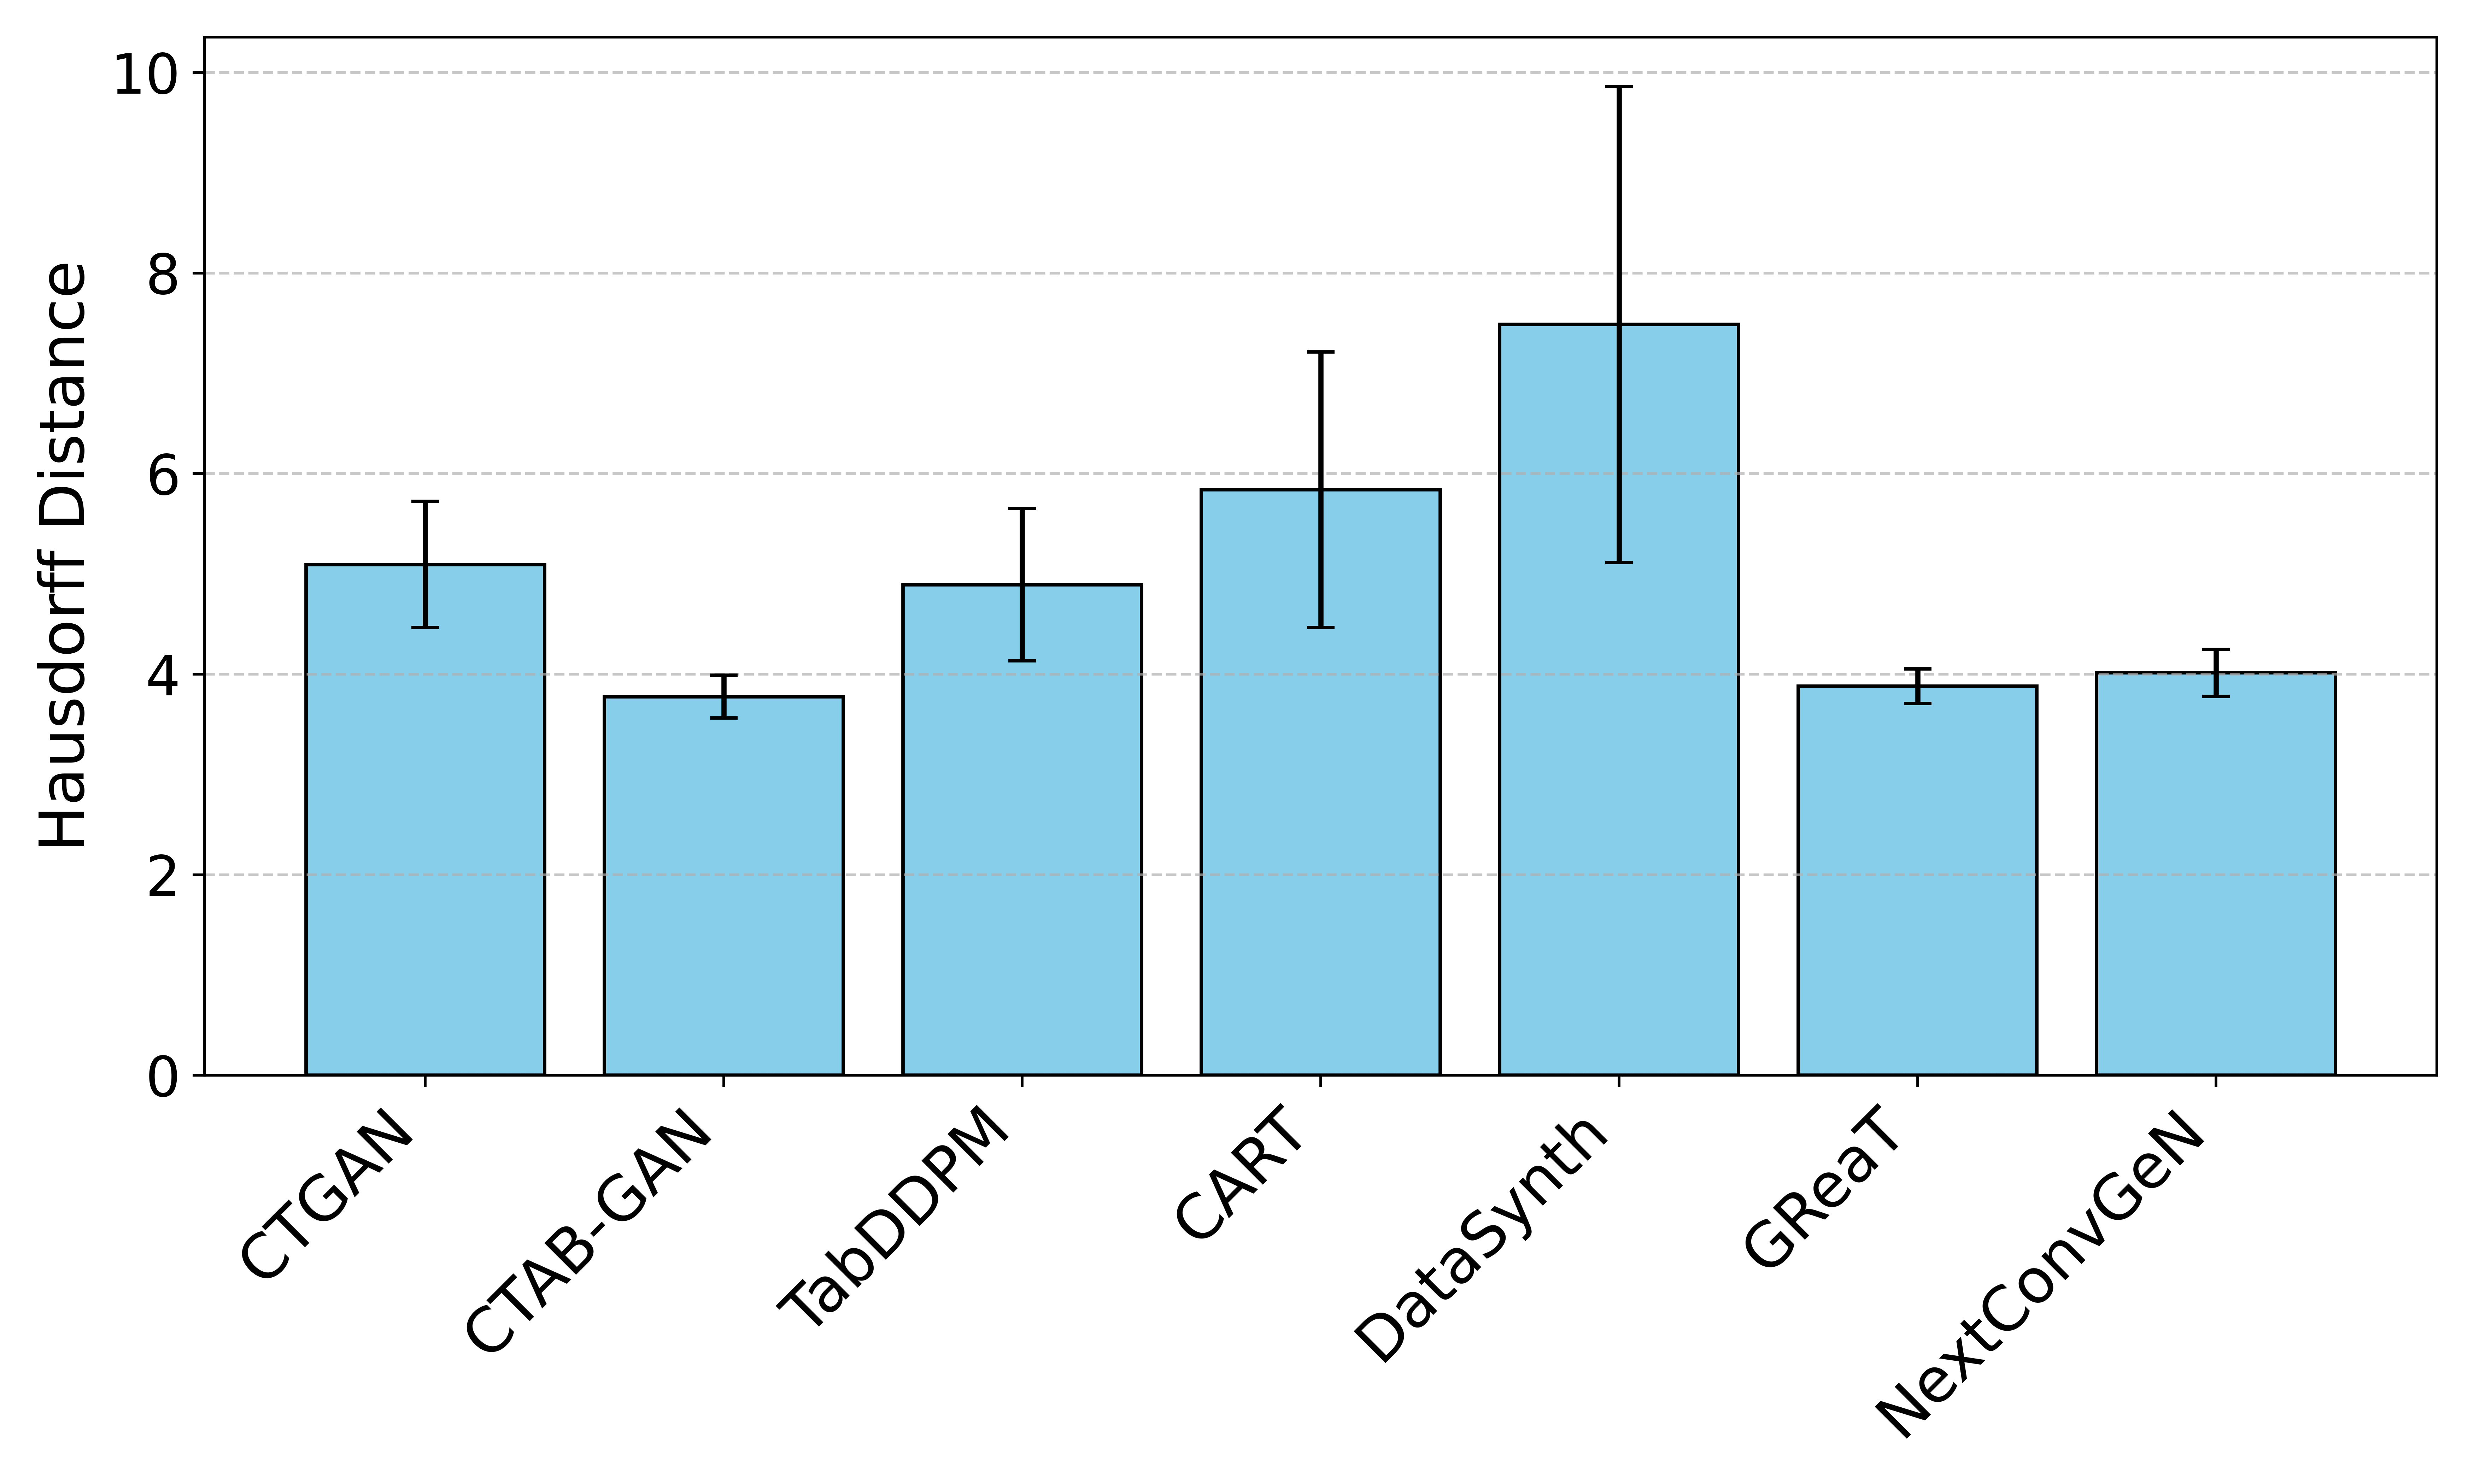 Hausdorff Distance
10
8
6
4
2
0
CTGAN
CTAB-GAN
TabDDPM
CART
DataSynth
GReaT
NextConvGeN